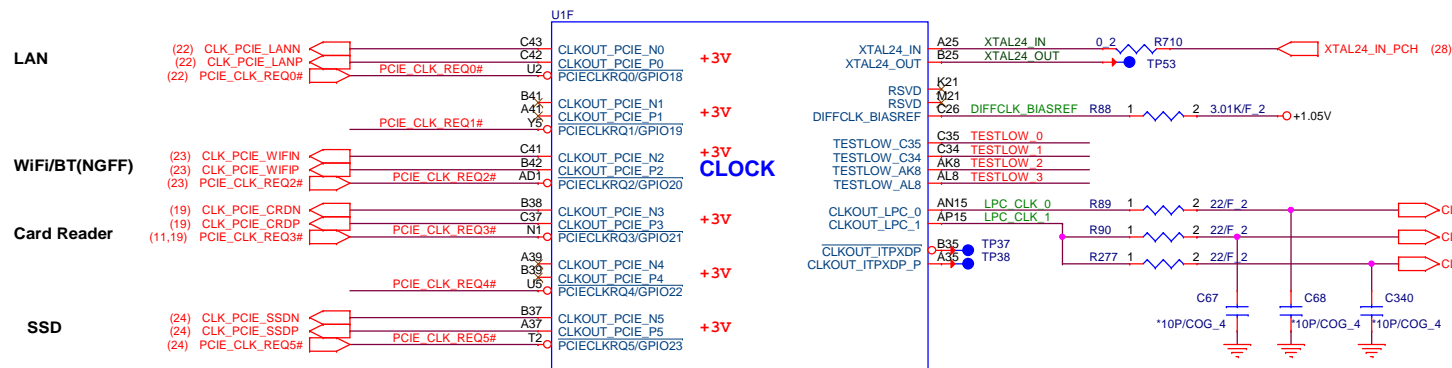 U1F
LAN
(22) CLK_PCIE_LANN C43 CLKOUT_PCIE_N0
(22) CLK_PCIE_LANP C42 CLKOUT_PCIE_P0 +3V
(22) PCIE_CLK_REQ0# PCIE_CLK_REQ0# U2 PCIECLKRQ0/GPIO18
B41 CLKOUT_PCIE_N1
A41 CLKOUT_PCIE_P1 +3V
PCIE_CLK_REQ1# Y5 PCIECLKRQ1/GPIO19
WiFi/BT(NGFF)
(23) CLK_PCIE_WIFIN C41 CLKOUT_PCIE_N2 +3V
(23) CLK_PCIE_WIFIP B42 CLKOUT_PCIE_P2
(23) PCIE_CLK_REQ2# PCIE_CLK_REQ2# AD1 PCIECLKRQ2/GPIO20
CLOCK
Card Reader
(19) CLK_PCIE_CRDN B38 CLKOUT_PCIE_N3
(19) CLK_PCIE_CRDP C37 CLKOUT_PCIE_P3 +3V
(11,19) PCIE_CLK_REQ3# PCIE_CLK_REQ3# N1 PCIECLKRQ3/GPIO21
A39 CLKOUT_PCIE_N4
B39 CLKOUT_PCIE_P4 +3V
PCIE_CLK_REQ4# U5 PCIECLKRQ4/GPIO22
SSD
(24) CLK_PCIE_SSDN B37 CLKOUT_PCIE_N5
(24) CLK_PCIE_SSDP A37 CLKOUT_PCIE_P5 +3V
(24) PCIE_CLK_REQ5# PCIE_CLK_REQ5# T2 PCIECLKRQ5/GPIO23
XTAL24_IN A25 XTAL24_IN 0_2 R710 XTAL24_IN_PCH (28)
XTAL24_OUT B25 XTAL24_OUT TP53
RSVD K21
RSVD M21
DIFFCLK_BIASREF C26 DIFFCLK_BIASREF R88 1 2 3.01K/F_2 +1.05V
TESTLOW_C35 C35 TESTLOW_0
TESTLOW_C34 C34 TESTLOW_1
TESTLOW_AK8 AK8 TESTLOW_2
TESTLOW_AL8 AL8 TESTLOW_3
CLKOUT_LPC_0 AN15 LPC_CLK_0 R89 1 2 22/F_2
CLKOUT_LPC_1 AP15 LPC_CLK_1
R90 1 2 22/F_2
CLKOUT_ITPXDP B35 TP37
CLKOUT_ITPXDP_P A35 TP38
R277 1 2 22/F_2
C67 C68 C340
*10P/COG_4 *10P/COG_4 *10P/COG_4